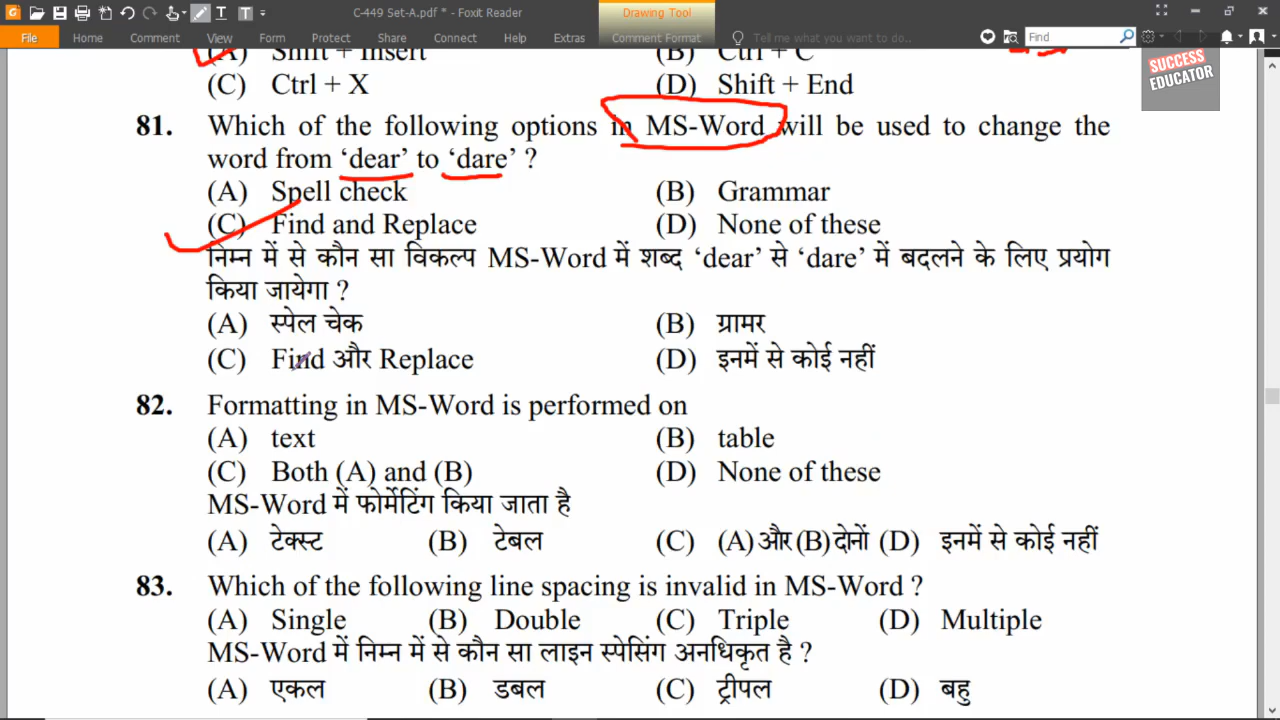 C-449 Set-A.pdf * - Foxit Reader
Drawing Tool
File Home Comment View Form Protect Share Connect Help Extras Comment Format Tell me what you want to do.. Find
SUCCESS
EDUCATOR
(A) Shift + Insert (B) Ctrl + C
(C) Ctrl + X (D) Shift + End
81. Which of the following options in MS-Word will be used to change the
word from ‘dear’ to ‘dare’ ?
(A) Spell check (B) Grammar
(C) Find and Replace (D) None of these
निम्न में से कौन सा विकल्प MS-Word में शब्द ‘dear’ से ‘dare’ में बदलने के लिए प्रयोग
किया जायेगा ?
(A) स्पेल चेक (B) ग्रामर
(C) Find और Replace (D) इनमें से कोई नहीं
82. Formatting in MS-Word is performed on
(A) text (B) table
(C) Both (A) and (B) (D) None of these
MS-Word में फोर्मेटिंग किया जाता है
(A) टेक्स्ट (B) टेबल (C) (A) और (B) दोनों (D) इनमें से कोई नहीं
83. Which of the following line spacing is invalid in MS-Word ?
(A) Single (B) Double (C) Triple (D) Multiple
MS-Word में निम्न में से कौन सा लाइन स्पेसिंग अनधिकृत है ?
(A) एकल (B) डबल (C) ट्रीपल (D) बहु